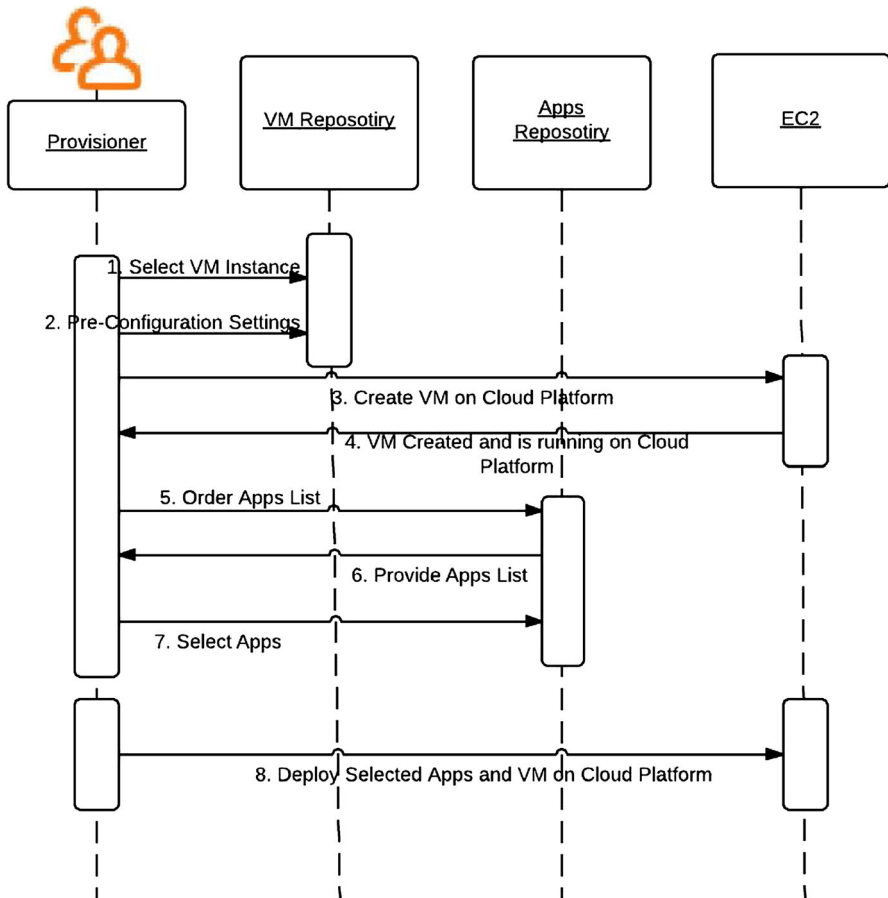 Provisioner
VM Reposotiry
Apps
Reposotiry
EC2
1. Select VM Instance
2. Pre-Configuration Settings
3. Create VM on Cloud Platform
4. VM Created and is running on Cloud
Platform
5. Order Apps List
6. Provide Apps List
7. Select Apps
8. Deploy Selected Apps and VM on Cloud Platform